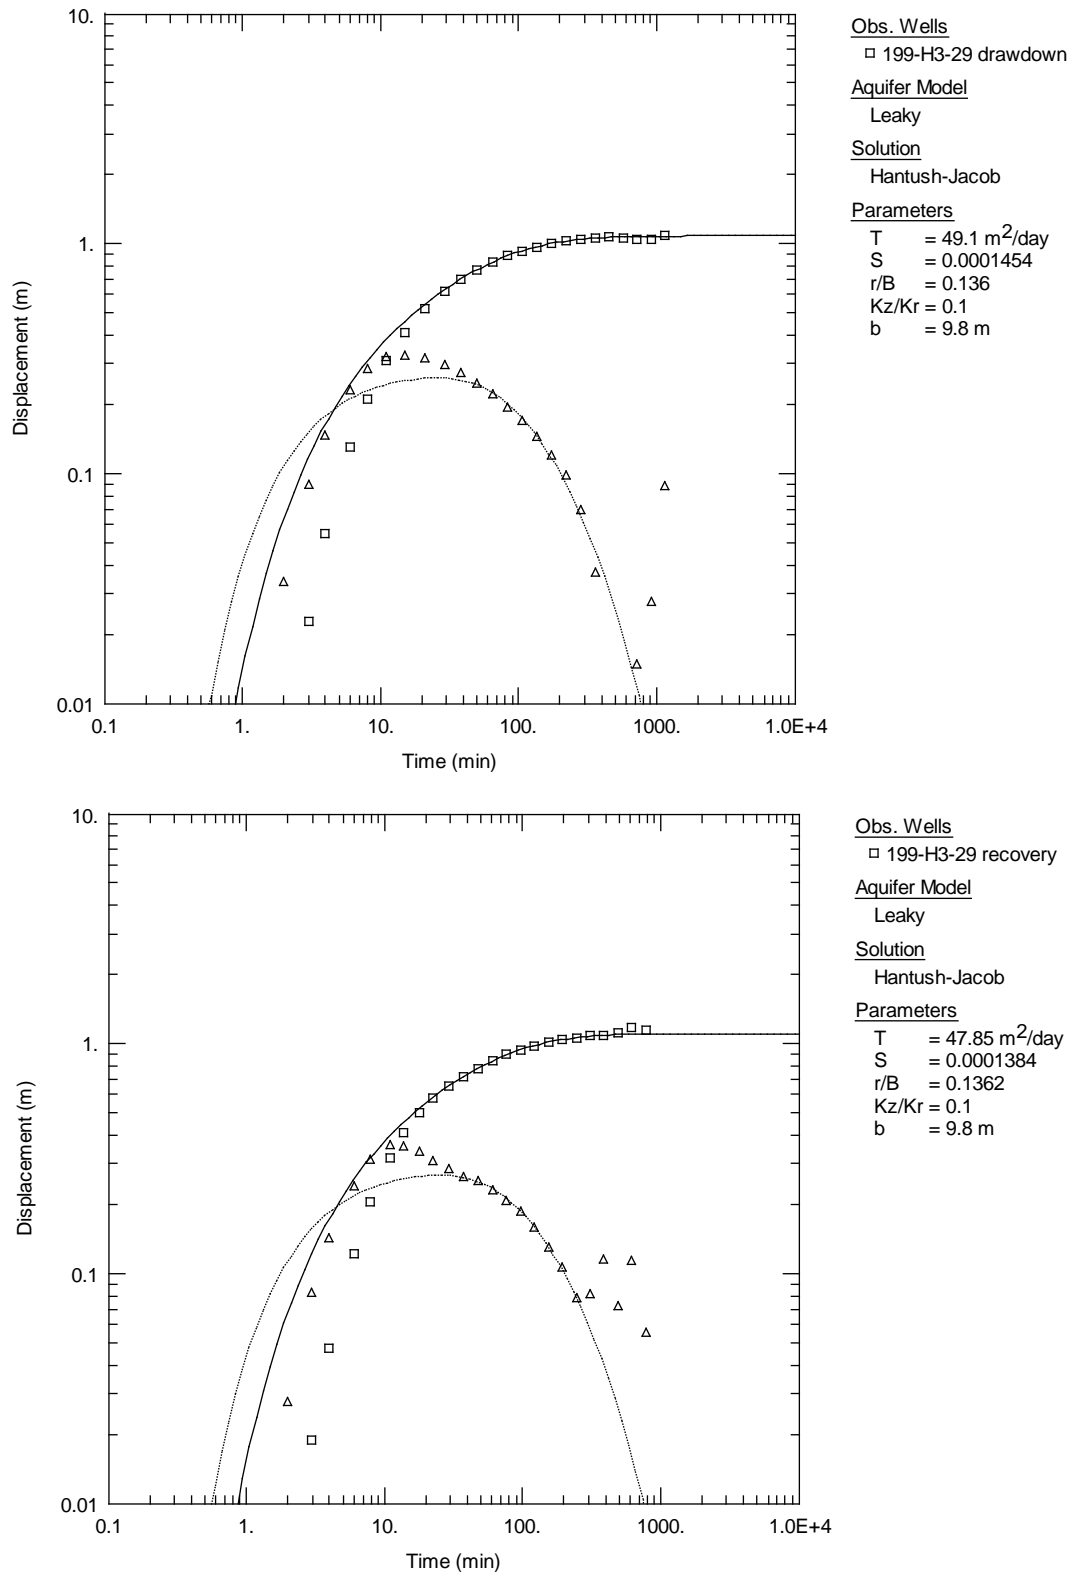 10.
1.
0.1
0.01
0.1
1.
10.
100.
1000.
1.0E+4
Time (min)
Displacement (m)
Obs. Wells
199-H3-29 drawdown
Aquifer Model
Leaky
Solution
Hantush-Jacob
Parameters
T = 49.1 m2/day
S = 0.0001454
r/B = 0.136
Kz/Kr = 0.1
b = 9.8 m
10.
1.
0.1
0.01
0.1
1.
10.
100.
1000.
1.0E+4
Time (min)
Displacement (m)
Obs. Wells
199-H3-29 recovery
Aquifer Model
Leaky
Solution
Hantush-Jacob
Parameters
T = 47.85 m2/day
S = 0.0001384
r/B = 0.1362
Kz/Kr = 0.1
b = 9.8 m